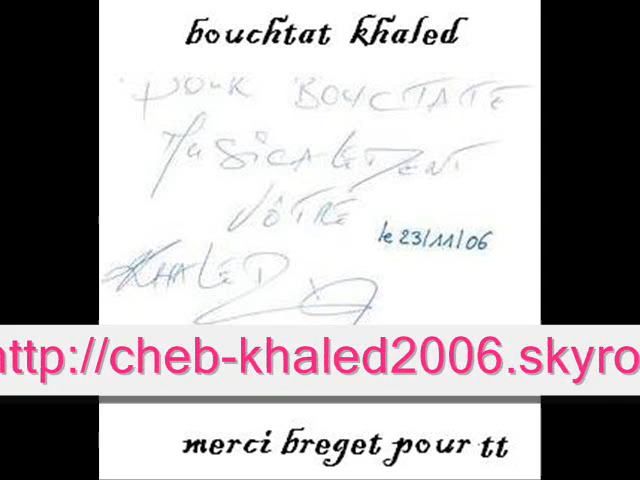 bouchtat khaled
POUR BOUCTATE
MUSICALEMENT
VÔTRE
le 23/11/06
KHALED
http://cheb-khaled2006.skyro
merci breget pour tt